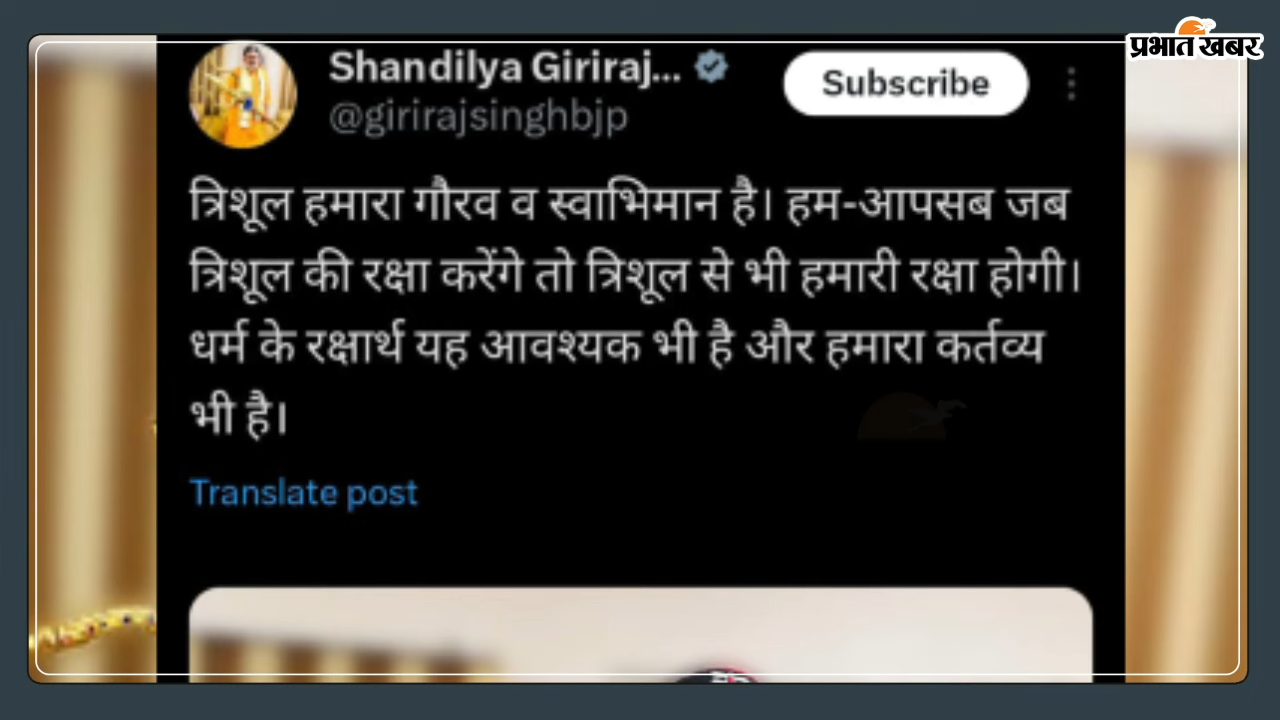 प्रभात खबर
Shandilya Giriraj...
@girirajsinghbjp
Subscribe
त्रिशूल हमारा गौरव व स्वाभिमान है। हम-आपसब जब
त्रिशूल की रक्षा करेंगे तो त्रिशूल से भी हमारी रक्षा होगी।
धर्म के रक्षार्थ यह आवश्यक भी है और हमारा कर्तव्य
भी है।
Translate post